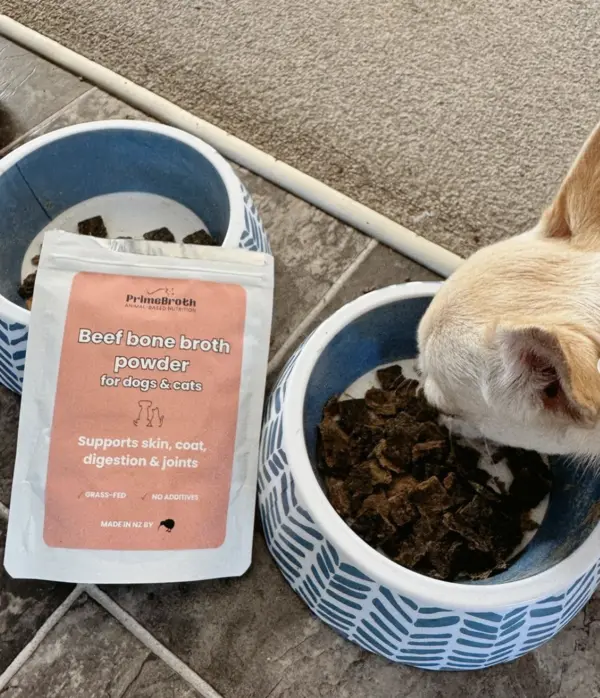 PrimaBroth
ANIMAL-BASED NUTRITION
Beef bone broth
powder
for dogs & cats
Supports skin, coat,
digestion & joints
✓ GRASS-FED ✓ NO ADDITIVES
MADE IN NZ BY